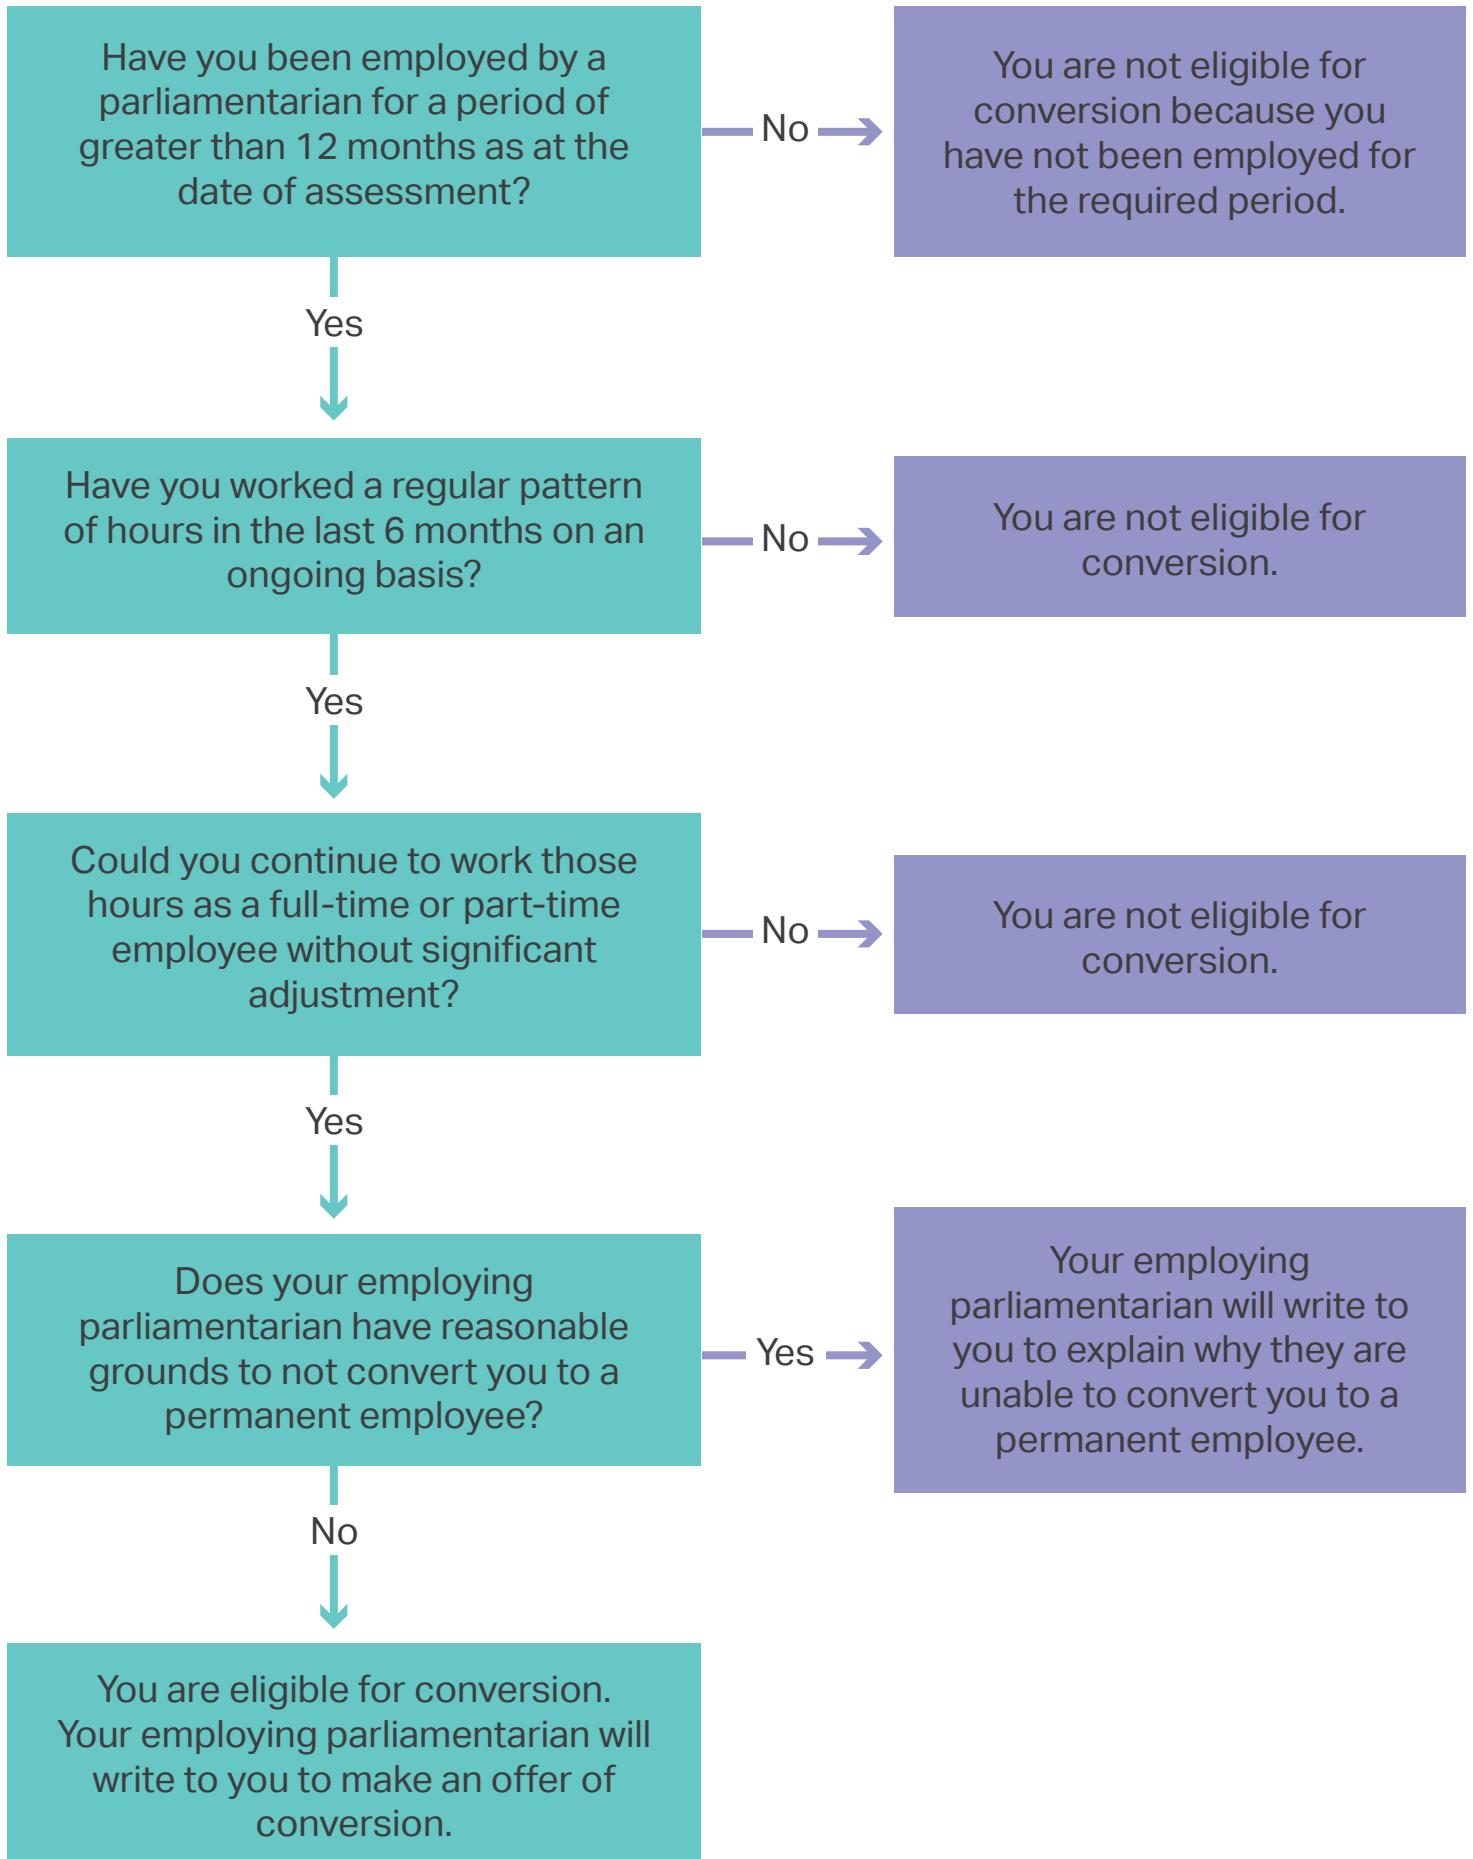 Have you been employed by a
parliamentarian for a period of
greater than 12 months as at the
date of assessment?
No
You are not eligible for
conversion because you
have not been employed for
the required period.
Yes
Have you worked a regular pattern
of hours in the last 6 months on an
ongoing basis?
No
You are not eligible for
conversion.
Yes
Could you continue to work those
hours as a full-time or part-time
employee without significant
adjustment?
No
You are not eligible for
conversion.
Yes
Does your employing
parliamentarian have reasonable
grounds to not convert you to a
permanent employee?
Yes
Your employing
parliamentarian will write to
you to explain why they are
unable to convert you to a
permanent employee.
No
You are eligible for conversion.
Your employing parliamentarian will
write to you to make an offer of
conversion.